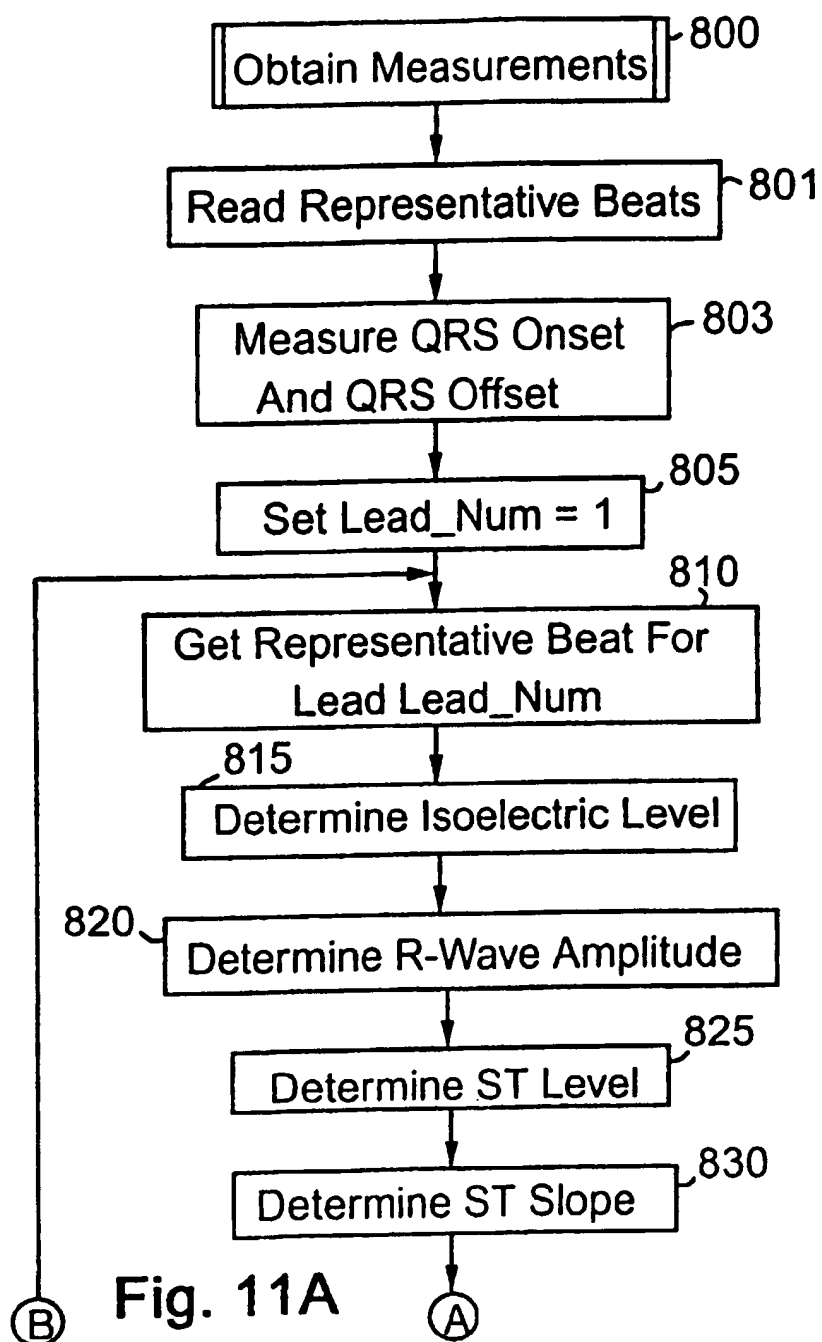 Obtain Measurements
800
Read Representative Beats
801
Measure QRS Onset
And QRS Offset
803
Set Lead_Num = 1
805
810
Get Representative Beat For
Lead Lead_Num
815
Determine Isoelectric Level
820
Determine R-Wave Amplitude
825
Determine ST Level
830
Determine ST Slope
B
Fig. 11A
A